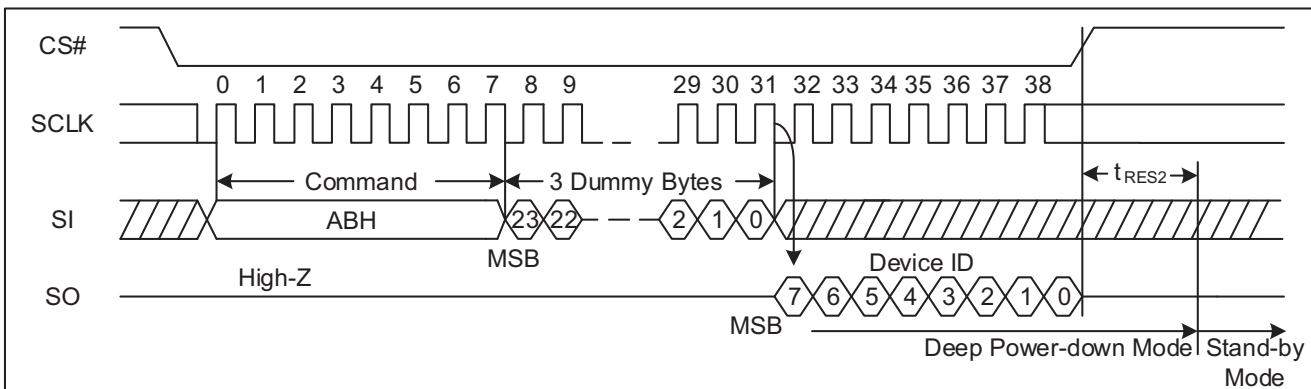 CS#
0 1 2 3 4 5 6 7 8 9 29 30 31 32 33 34 35 36 37 38
SCLK
Command 3 Dummy Bytes tRES2
SI ABH 23 22 2 1 0
MSB
High-Z Device ID
SO 7 6 5 4 3 2 1 0
MSB
Deep Power-down Mode Stand-by
Mode